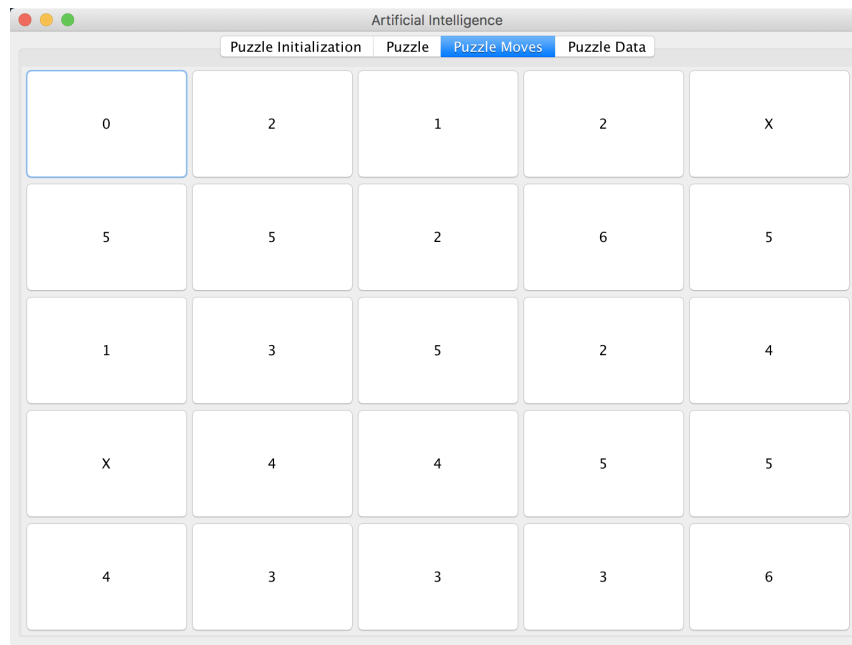 Artificial Intelligence
Puzzle Initialization Puzzle Puzzle Moves Puzzle Data
0 2 1 2 X
5 5 2 6 5
1 3 5 2 4
X 4 4 5 5
4 3 3 3 6